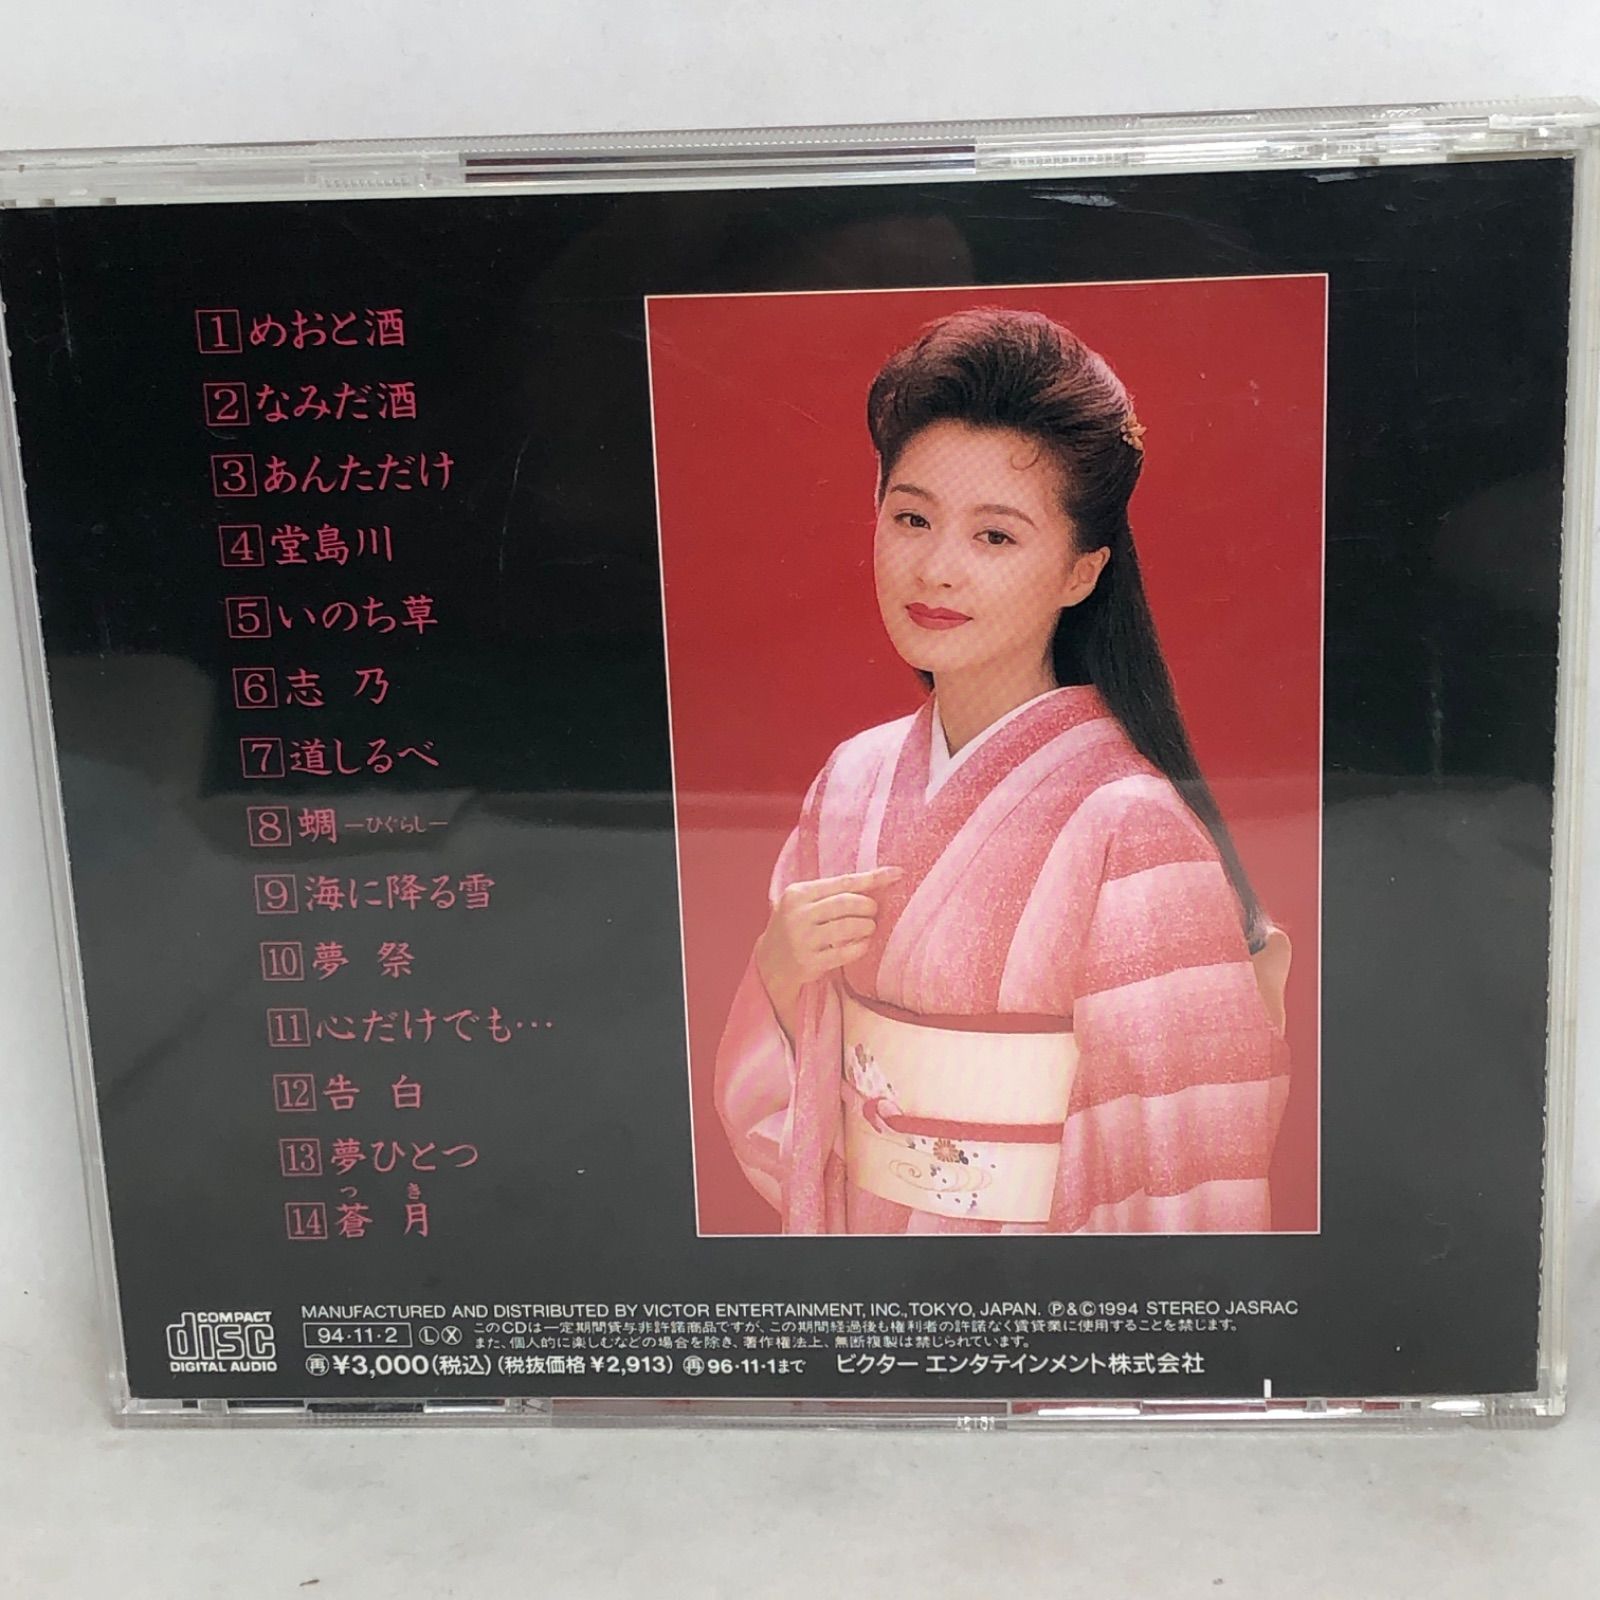 1 めおと酒
2 なみだ酒
3 あんただけ
4 堂島川
5 いのち草
6 志乃
7 道しるべ
8 蜩 ―ひぐらし―
9 海に降る雪
10 夢祭
11 心だけでも…
12 告白
13 夢ひとつ
つき
14 蒼月
COMPACT disc DIGITAL AUDIO
MANUFACTURED AND DISTRIBUTED BY VICTOR ENTERTAINMENT, INC., TOKYO, JAPAN. Ⓟ&Ⓒ1994 STEREO JASRAC
94・11・2 Ⓛ Ⓧ このCDは一定期間貸与非許諾商品ですが、この期間経過後も権利者の許諾なく賃貸業に使用することを禁じます。
また、個人的に楽しむなどの場合を除き、著作権法上、無断複製は禁じられています。
再 ¥3,000(税込)(税抜価格¥2,913) 再 96・11・1まで ビクター エンタテインメント株式会社